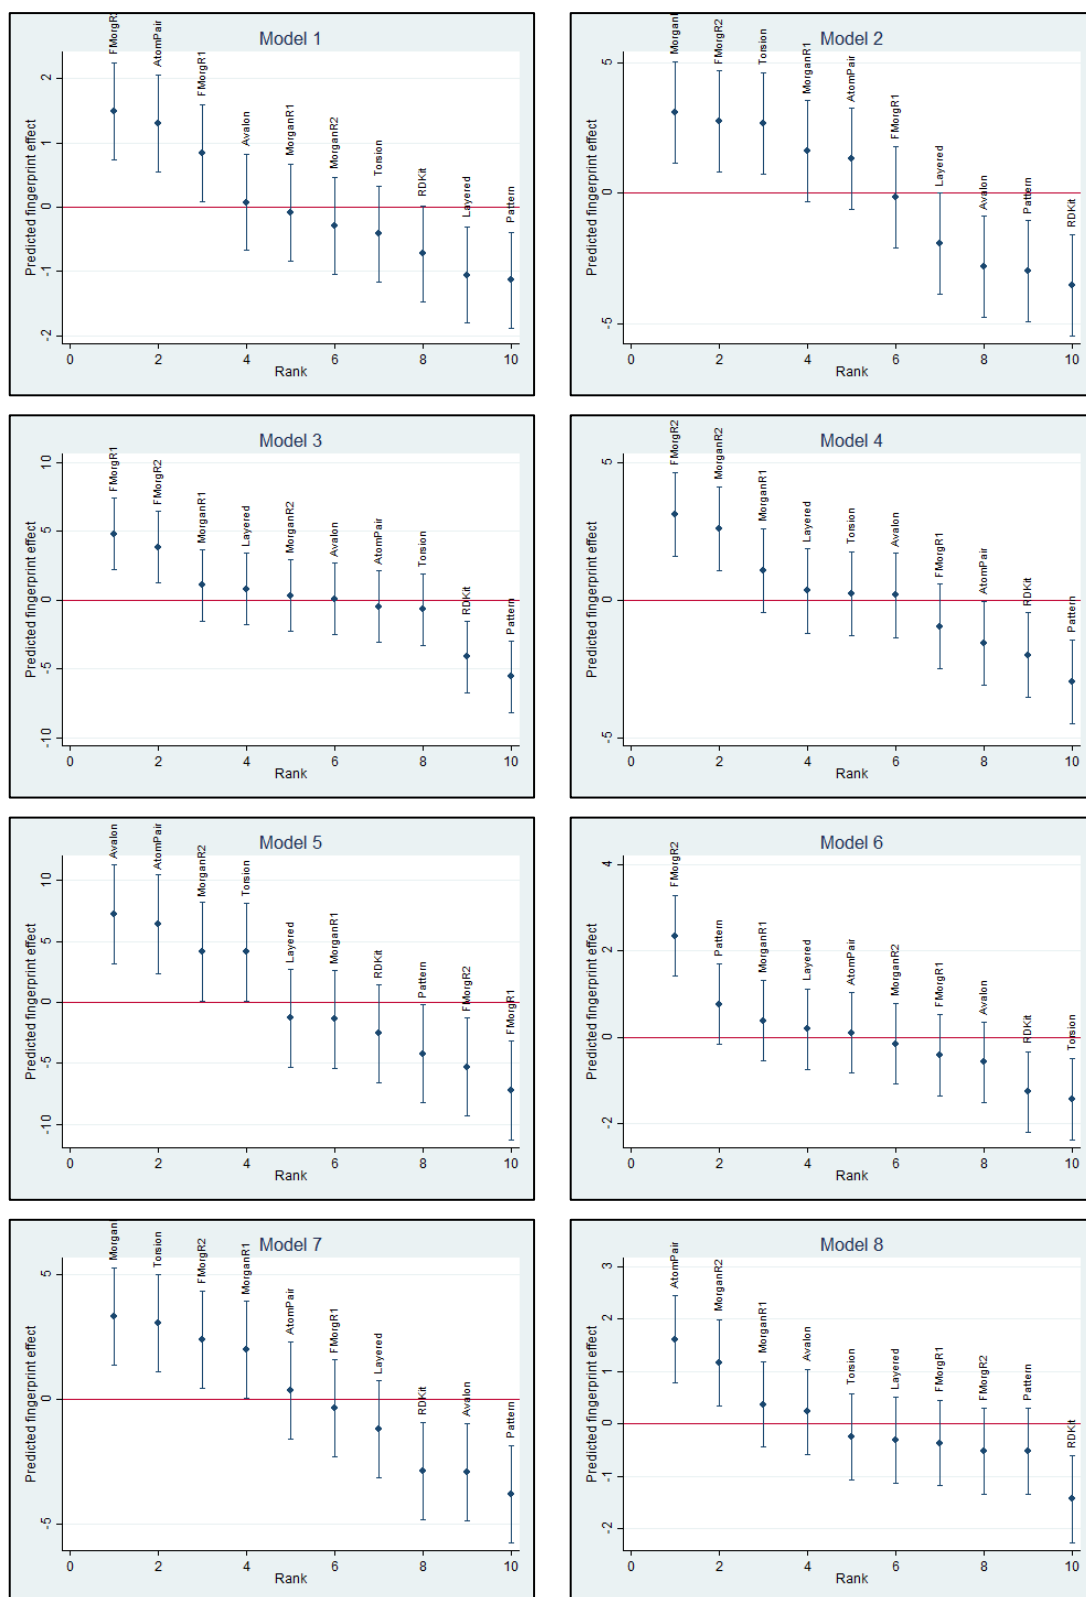 Model 1
Predicted fingerprint effect
2
1
0
-1
-2
FMorgR2
AtomPair
FMorgR1
Avalon
MorganR1
MorganR2
Torsion
RDKit
Layered
Pattern
0 2 4 6 8 10
Rank
Model 2
Predicted fingerprint effect
5
0
-5
FMorgR2
Torsion
MorganR1
AtomPair
FMorgR1
Layered
Avalon
Pattern
RDKit
0 2 4 6 8 10
Rank
Model 3
Predicted fingerprint effect
10
5
0
-5
-10
FMorgR1
FMorgR2
MorganR1
Layered
MorganR2
Avalon
AtomPair
Torsion
RDKit
Pattern
0 2 4 6 8 10
Rank
Model 4
Predicted fingerprint effect
5
0
-5
FMorgR2
MorganR2
MorganR1
Layered
Torsion
Avalon
FMorgR1
AtomPair
RDKit
Pattern
0 2 4 6 8 10
Rank
Model 5
Predicted fingerprint effect
10
5
0
-5
-10
Avalon
AtomPair
MorganR2
Torsion
Layered
MorganR1
RDKit
Pattern
FMorgR2
FMorgR1
0 2 4 6 8 10
Rank
Model 6
Predicted fingerprint effect
4
2
0
-2
FMorgR2
Pattern
MorganR1
Layered
AtomPair
MorganR2
FMorgR1
Avalon
RDKit
Torsion
0 2 4 6 8 10
Rank
Model 7
Predicted fingerprint effect
5
0
-5
Torsion
FMorgR2
MorganR1
AtomPair
FMorgR1
Layered
RDKit
Avalon
Pattern
0 2 4 6 8 10
Rank
Model 8
Predicted fingerprint effect
3
2
1
0
-1
-2
AtomPair
MorganR2
MorganR1
Avalon
Torsion
Layered
FMorgR1
FMorgR2
Pattern
RDKit
0 2 4 6 8 10
Rank